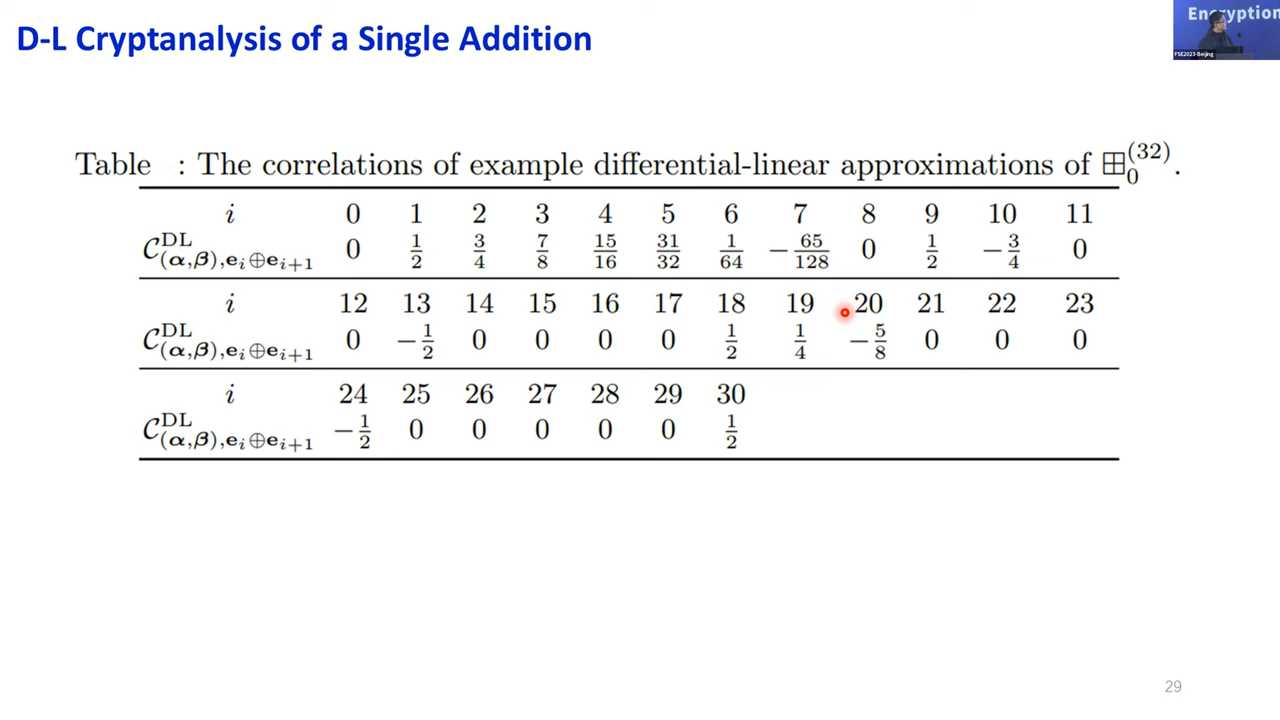 D-L Cryptanalysis of a Single Addition
Encryption
FSE2023-Beijing
Table : The correlations of example differential-linear approximations of ⊞₀⁽³²⁾.
i 0 1 2 3 4 5 6 7 8 9 10 11
𝒞^DL_(α,β),e_i⊕e_{i+1} 0 1/2 3/4 7/8 15/16 31/32 1/64 −65/128 0 1/2 −3/4 0
i 12 13 14 15 16 17 18 19 20 21 22 23
𝒞^DL_(α,β),e_i⊕e_{i+1} 0 −1/2 0 0 0 0 1/2 1/4 −5/8 0 0 0
i 24 25 26 27 28 29 30
𝒞^DL_(α,β),e_i⊕e_{i+1} −1/2 0 0 0 0 0 1/2
29